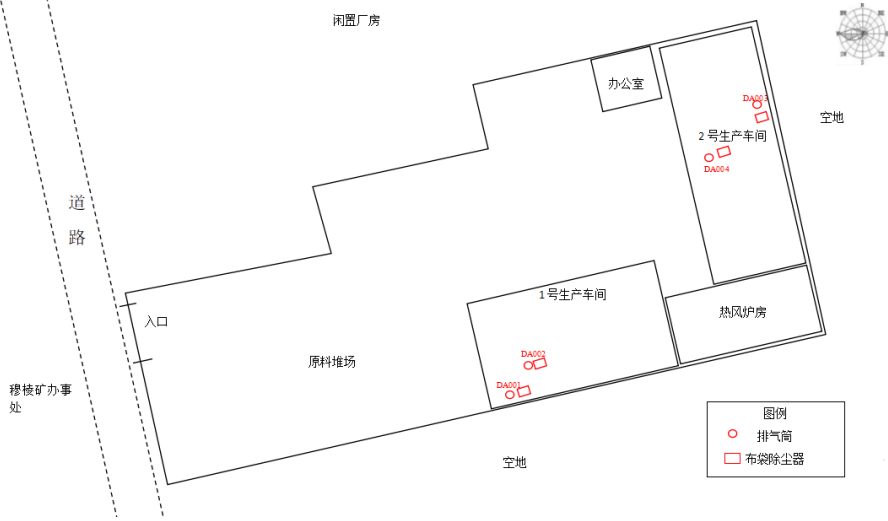 闲置厂房
N
S
办公室
DA003
空地
2 号生产车间
DA004
道
路
1 号生产车间
热风炉房
入口
原料堆场
DA002
DA001
穆棱矿办事
处
空地
图例
排气筒
布袋除尘器